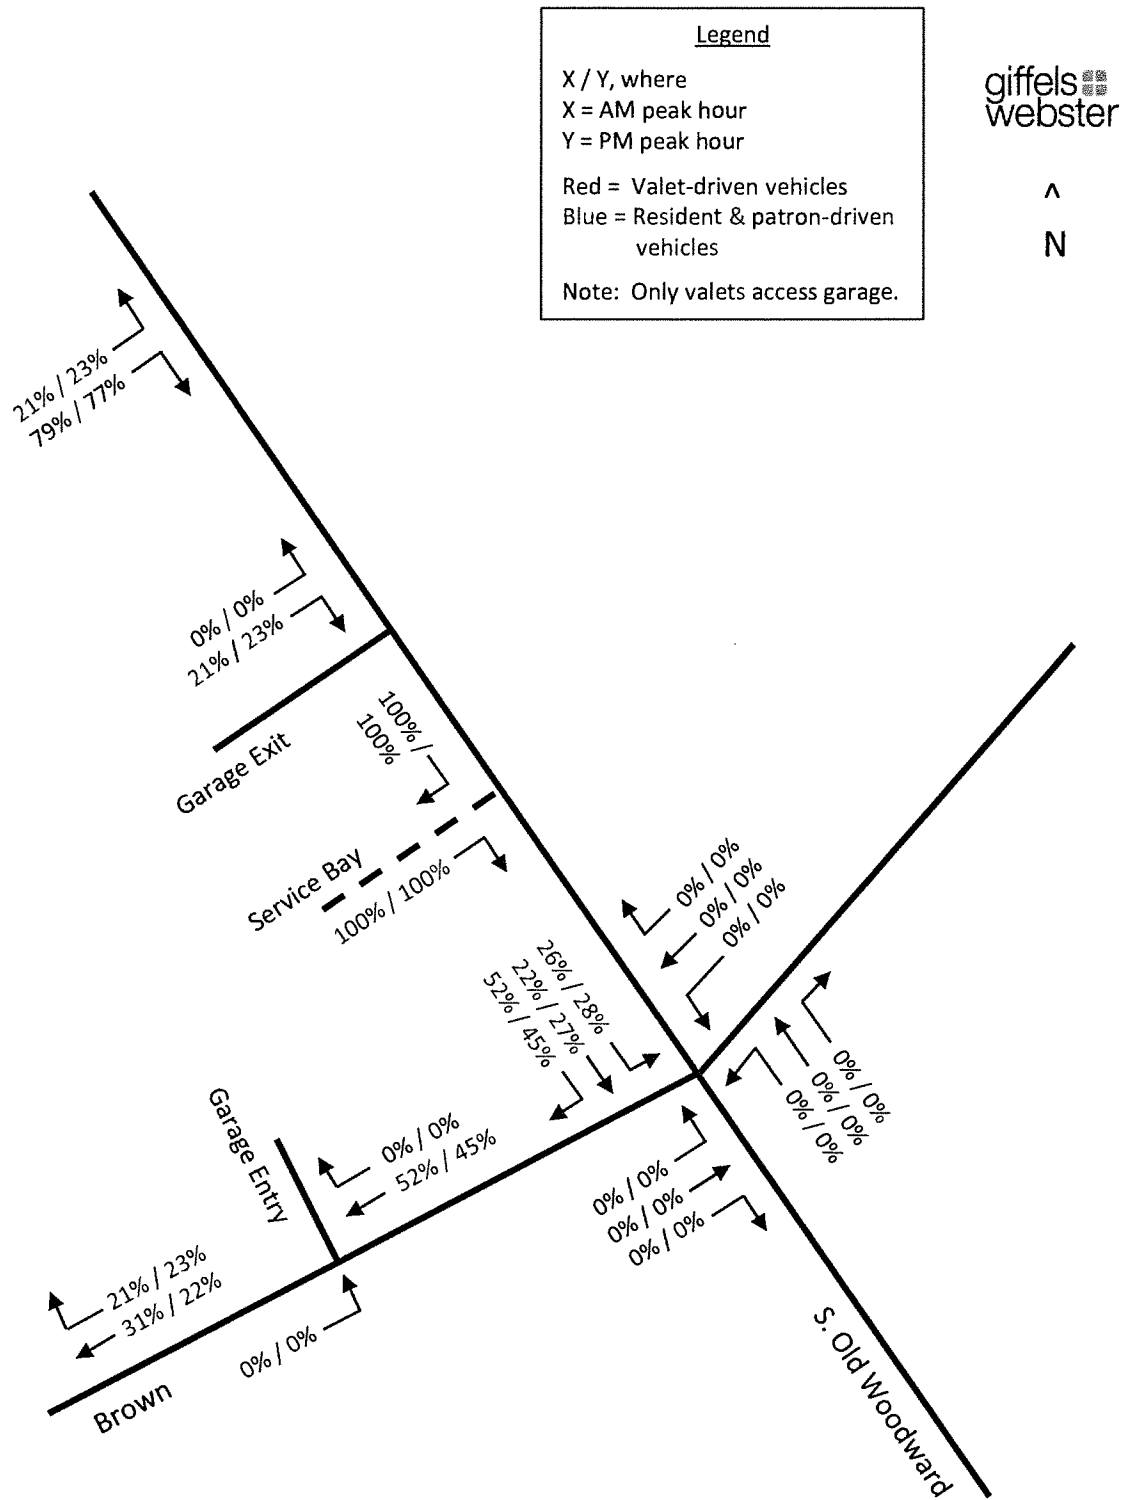 Legend
X / Y, where
X = AM peak hour
Y = PM peak hour
Red = Valet-driven vehicles
Blue = Resident & patron-driven
vehicles
Note: Only valets access garage.
giffels
webster
^
N
21% / 23%
79% / 77%
0% / 0%
21% / 23%
Garage Exit
100% /
100%
Service Bay
100% / 100%
0% / 0%
0% / 0%
0% / 0%
26% / 28%
22% / 27%
52% / 45%
0% / 0%
0% / 0%
0% / 0%
Garage Entry
0% / 0%
52% / 45%
0% / 0%
0% / 0%
0% / 0%
21% / 23%
31% / 22%
0% / 0%
Brown
S. Old Woodward